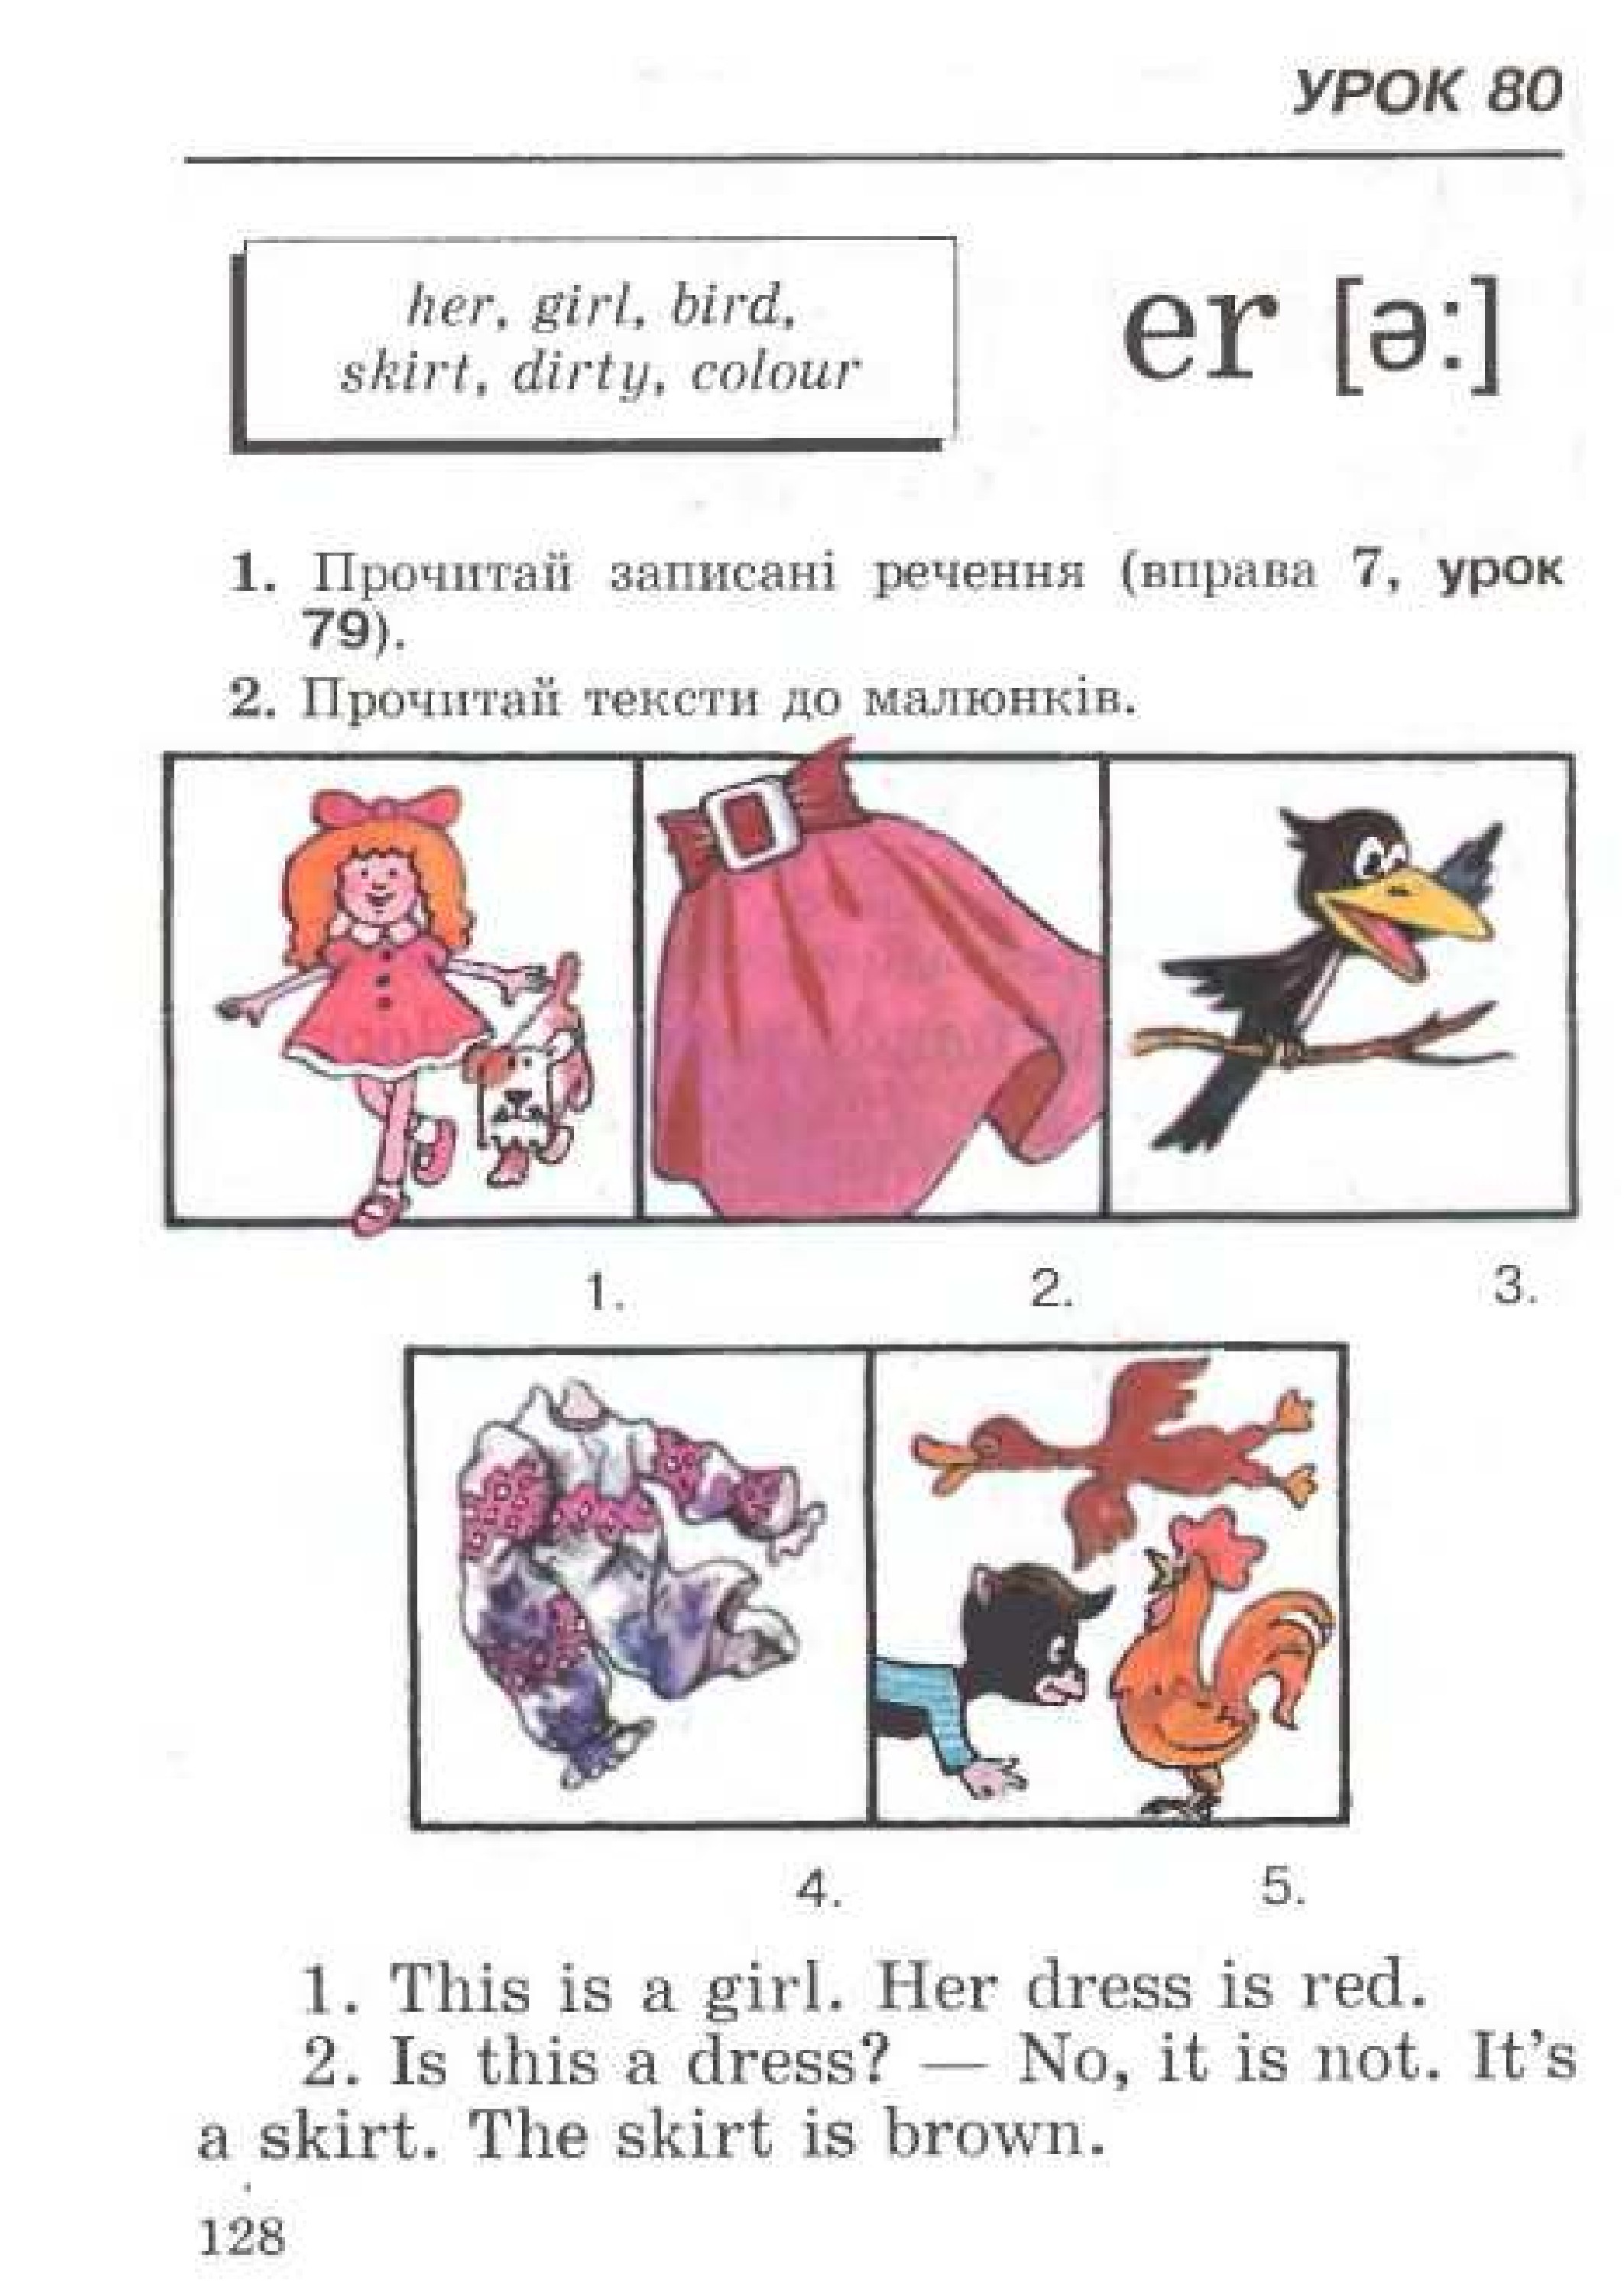 УРОК 80
her, girl, bird,
skirt, dirty, colour
er [ə:]
1. Прочитай записані речення (вправа 7, урок
79).
2. Прочитай тексти до малюнків.
1. 2. 3.
4. 5.
1. This is a girl. Her dress is red.
2. Is this a dress? — No, it is not. It's
a skirt. The skirt is brown.
128